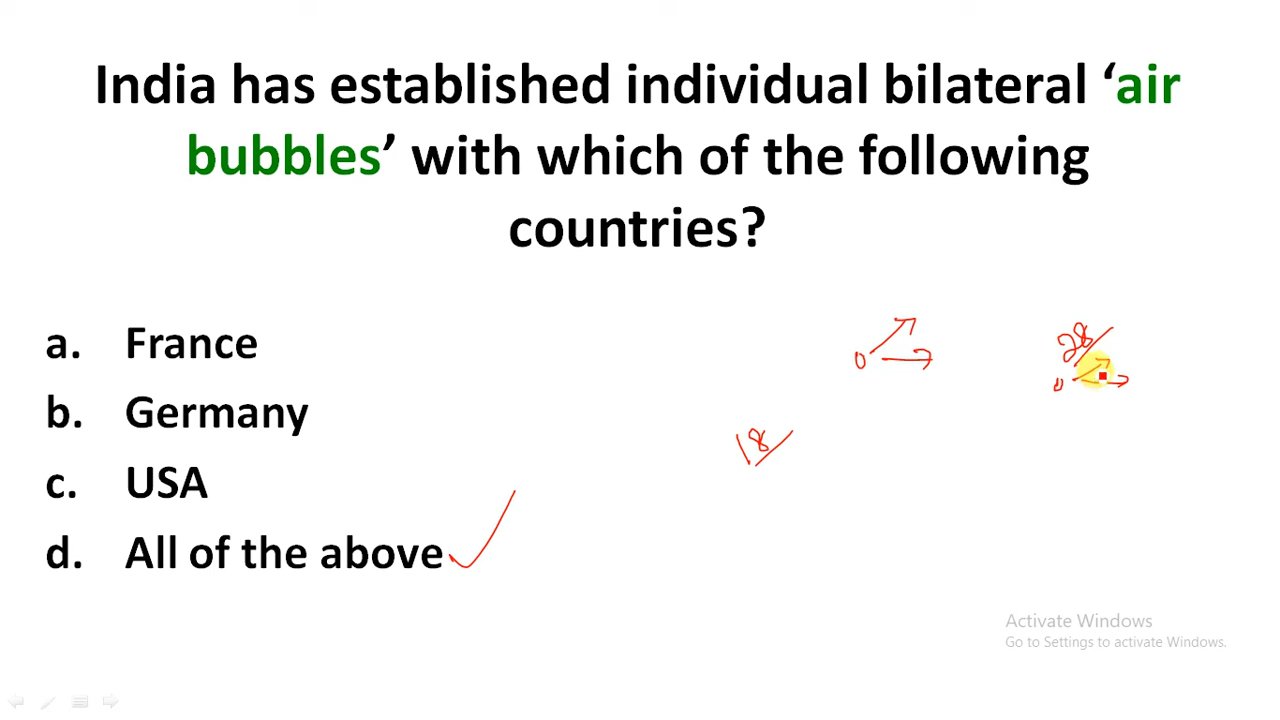 India has established individual bilateral ‘air
bubbles’ with which of the following
countries?
a. France
b. Germany
c. USA
d. All of the above
28
18
Activate Windows
Go to Settings to activate Windows.